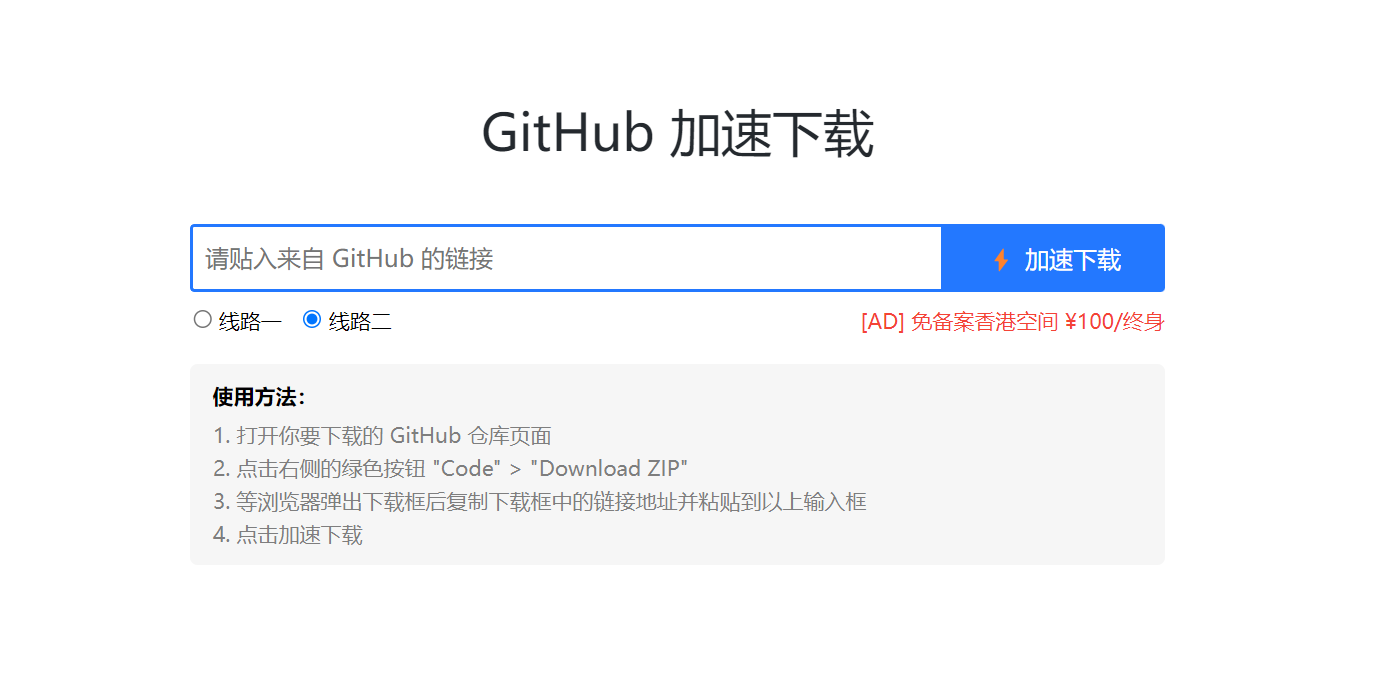 GitHub 加速下载
请贴入来自 GitHub 的链接
加速下载
线路一 线路二 [AD] 免备案香港空间 ¥100/终身
使用方法：
1. 打开你要下载的 GitHub 仓库页面
2. 点击右侧的绿色按钮 "Code" > "Download ZIP"
3. 等浏览器弹出下载框后复制下载框中的链接地址并粘贴到以上输入框
4. 点击加速下载